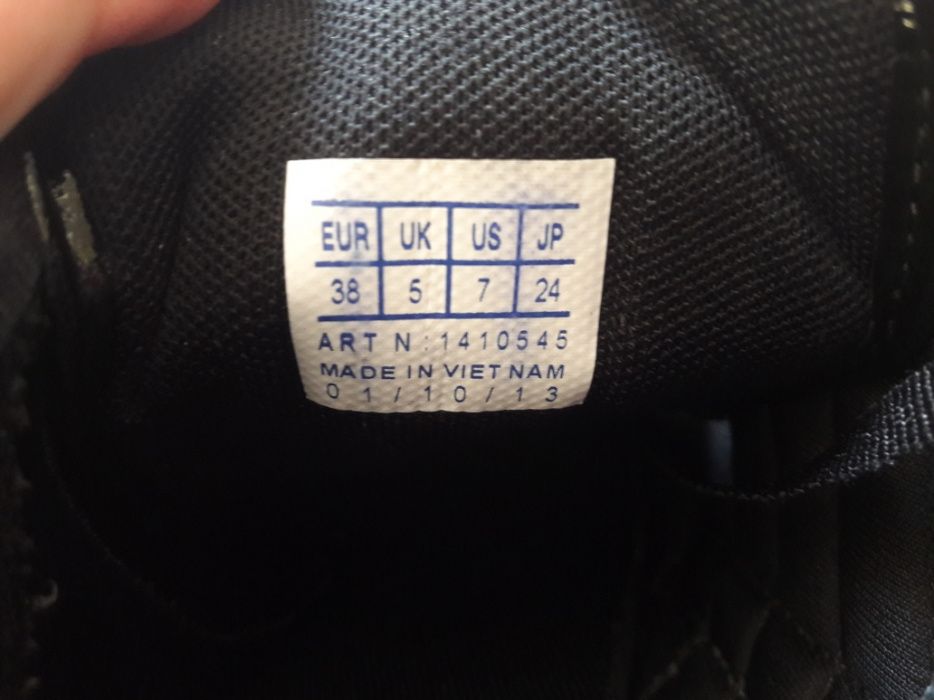 EUR UK US JP
38 5 7 24
ART N:1410545
MADE IN VIETNAM
01/10/13